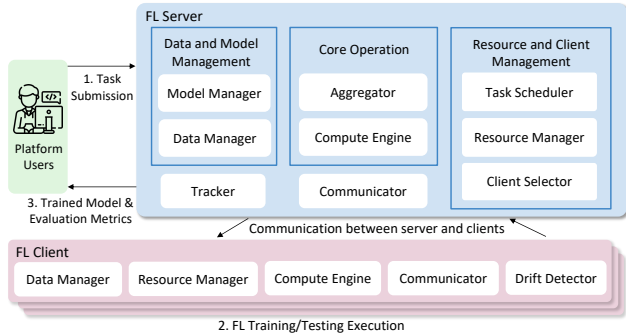 FL Server
Data and Model
Management
Model Manager
Data Manager
Core Operation
Aggregator
Compute Engine
Resource and Client
Management
Task Scheduler
Resource Manager
Client Selector
Tracker
Communicator
1. Task
Submission
</>
Platform
Users
3. Trained Model &
Evaluation Metrics
Communication between server and clients
FL Client
Data Manager
Resource Manager
Compute Engine
Communicator
Drift Detector
2. FL Training/Testing Execution